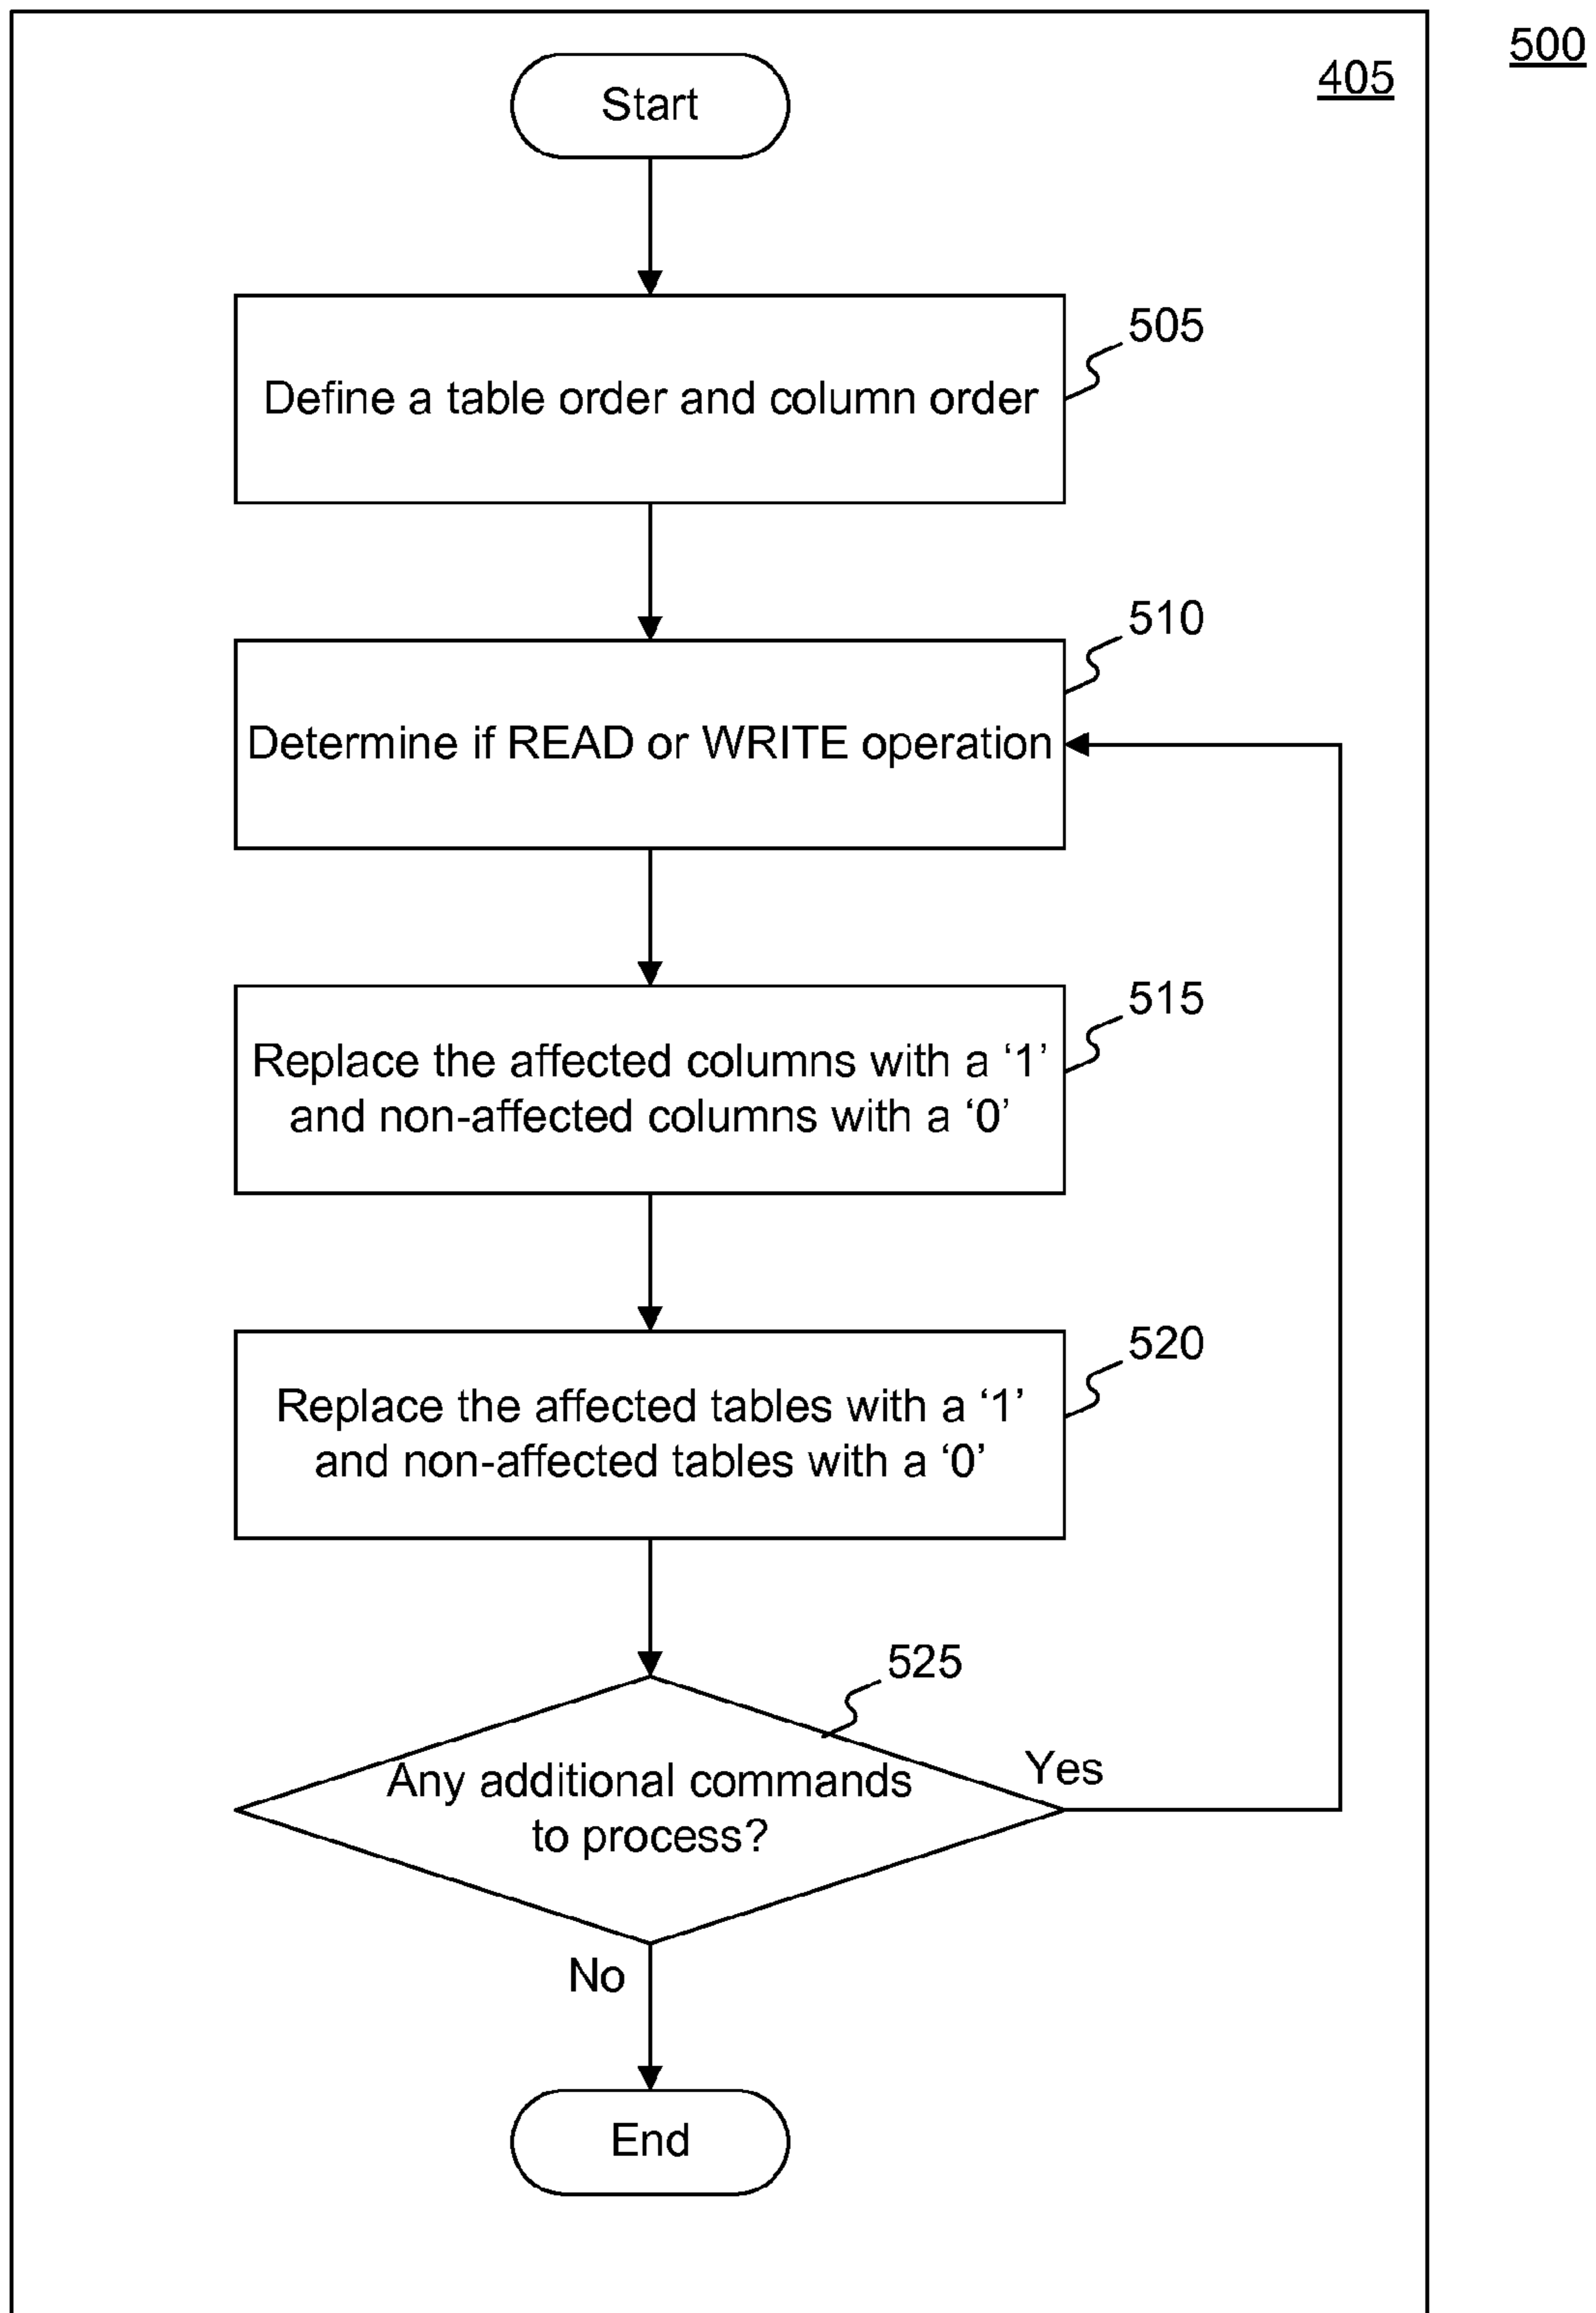 500
405
Start
505
Define a table order and column order
510
Determine if READ or WRITE operation
515
Replace the affected columns with a ‘1’
and non-affected columns with a ‘0’
520
Replace the affected tables with a ‘1’
and non-affected tables with a ‘0’
525
Any additional commands
to process?
Yes
No
End